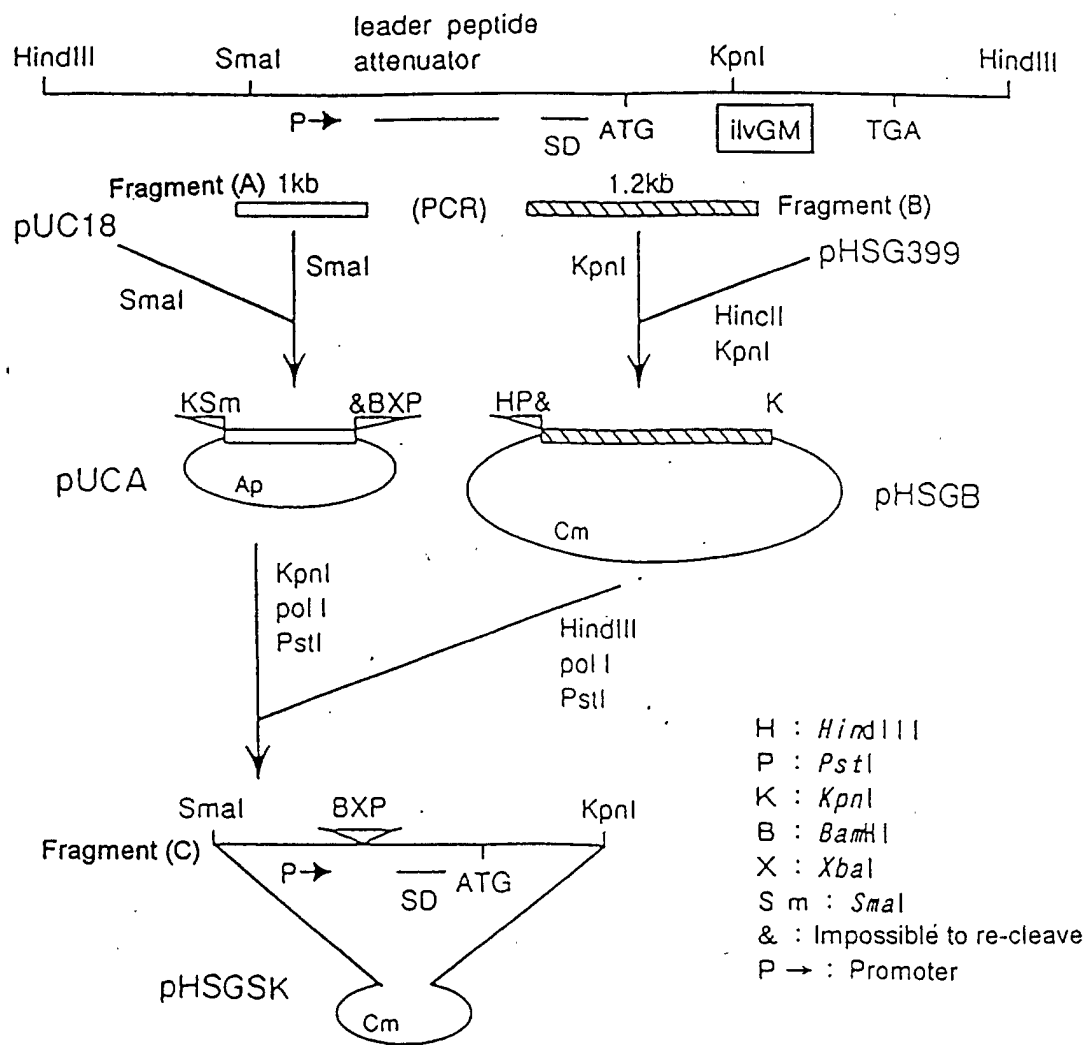 leader peptide
HindIII SmaI attenuator KpnI HindIII
P→ SD ATG ilvGM TGA
Fragment (A) 1kb (PCR) 1.2kb Fragment (B)
pUC18 pHSG399
SmaI SmaI KpnI HincII
KpnI
KSm &BXP HP& K
pUCA Ap pHSGB
Cm
KpnI
pol I
PstI
HindIII
pol I
PstI
SmaI BXP KpnI
Fragment (C)
P→ SD ATG
pHSGSK
Cm
H : HindIII
P : PstI
K : KpnI
B : BamHI
X : XbaI
Sm : SmaI
& : Impossible to re-cleave
P → : Promoter